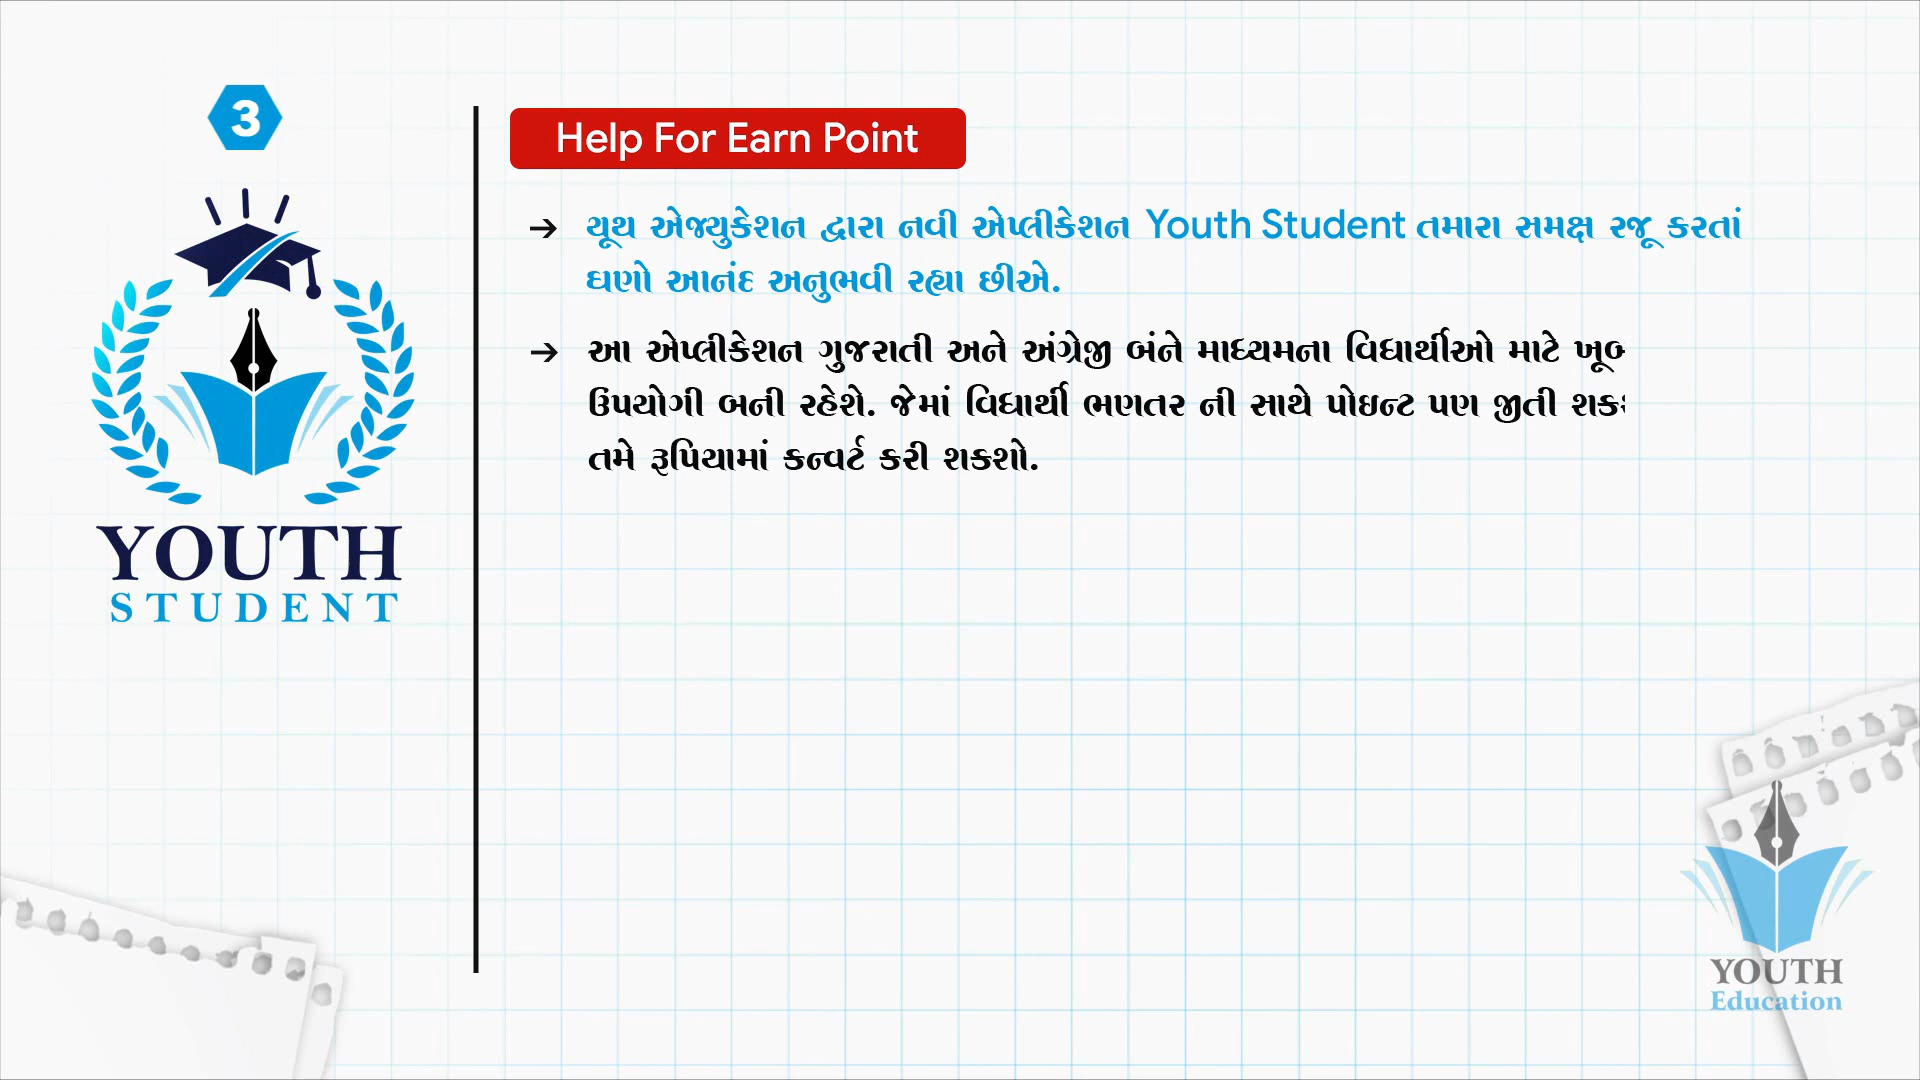 3
Help For Earn Point
→ યૂથ એજ્યુકેશન દ્વારા નવી એપ્લીકેશન Youth Student તમારા સમક્ષ રજૂ કરતાં
ઘણો આનંદ અનુભવી રહ્યા છીએ.
→ આ એપ્લીકેશન ગુજરાતી અને અંગ્રેજી બંને માધ્યમના વિદ્યાર્થીઓ માટે
ઉપયોગી બની રહેશે. જેમાં વિદ્યાર્થી ભણતર ની સાથે પોઇન્ટ પણ જીતી
તમે રૂપિયામાં કન્વર્ટ કરી શકશો.
YOUTH
STUDENT
YOUTH
Education